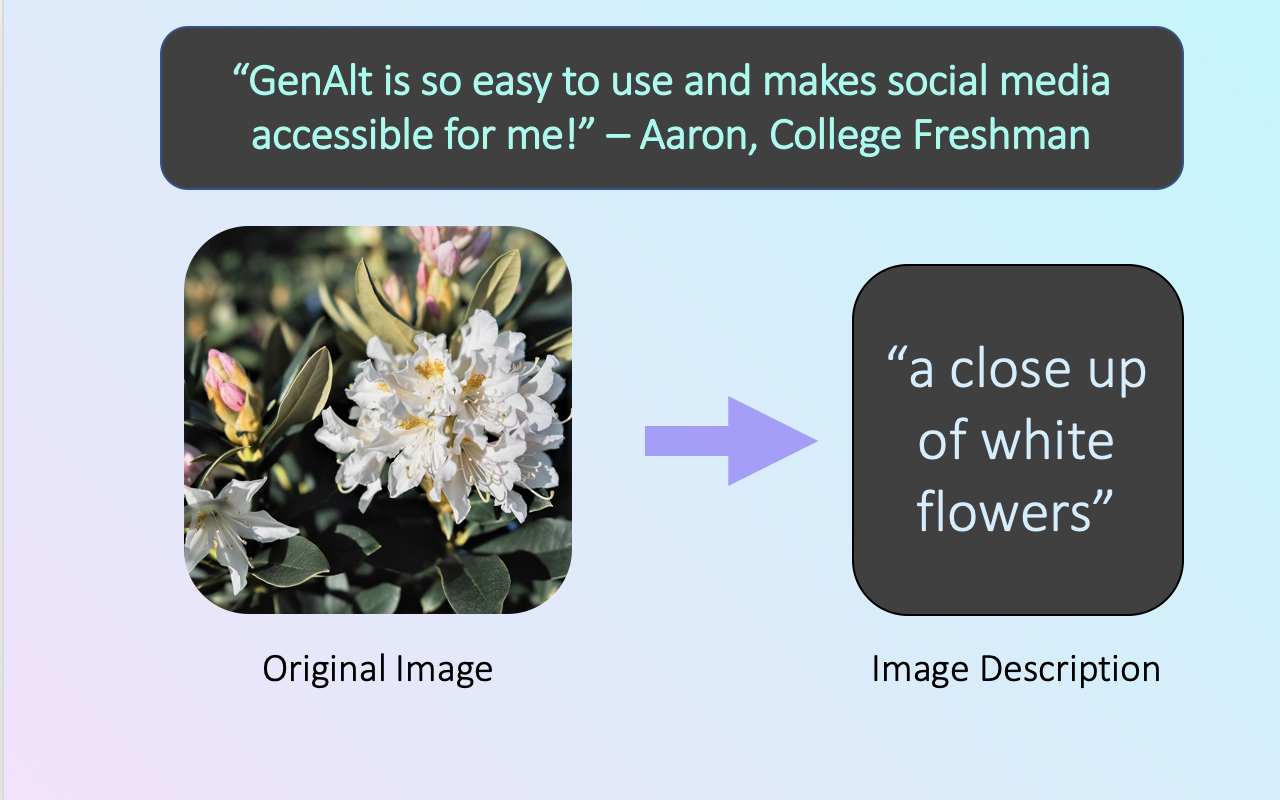 “GenAlt is so easy to use and makes social media
accessible for me!” – Aaron, College Freshman
“a close up
of white
flowers”
Original Image
Image Description